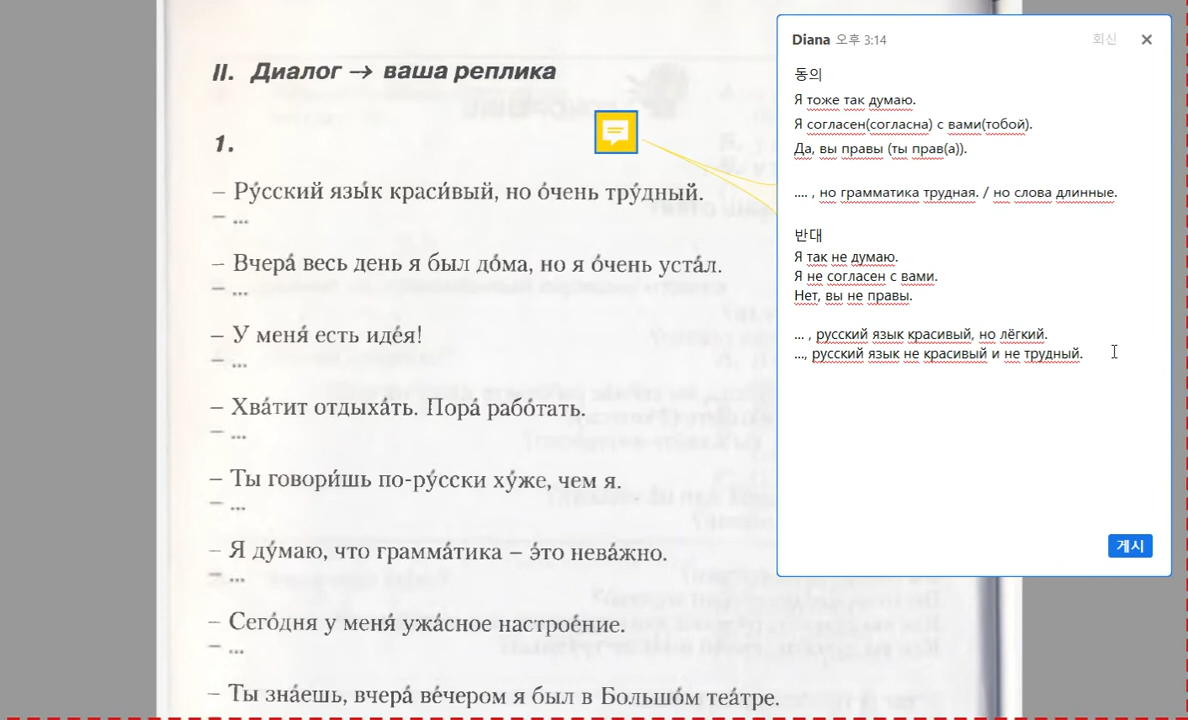 II. Диалог → ваша реплика
1.
– Ру́сский язы́к краси́вый, но о́чень тру́дный.
– ...
– Вчера́ весь день я был до́ма, но я о́чень уста́л.
– ...
– У меня́ есть иде́я!
– ...
– Хва́тит отдыха́ть. Пора́ рабо́тать.
– ...
– Ты говори́шь по-ру́сски ху́же, чем я.
– ...
– Я ду́маю, что грамма́тика – э́то нева́жно.
– ...
– Сего́дня у меня́ ужа́сное настрое́ние.
– ...
– Ты зна́ешь, вчера́ ве́чером я был в Большо́м теа́тре.
Diana 오후 3:14 회신
동의
Я тоже так думаю.
Я согласен(согласна) с вами(тобой).
Да, вы правы (ты прав(а)).
.... , но грамматика трудная. / но слова длинные.
반대
Я так не думаю.
Я не согласен с вами.
Нет, вы не правы.
... , русский язык красивый, но лёгкий.
..., русский язык не красивый и не трудный.
게시